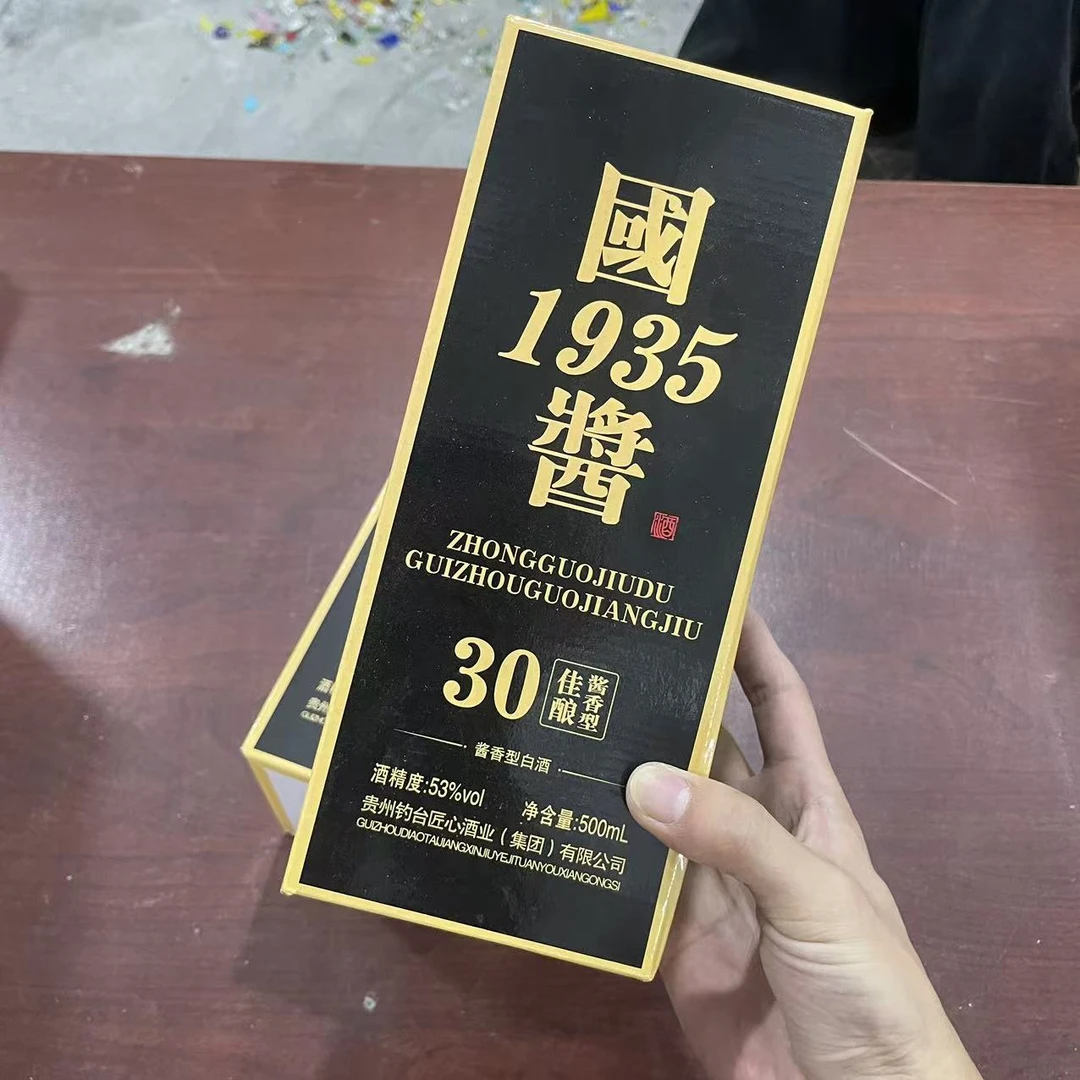 國
1935
醬
酒
ZHONGGUOJIUDU
GUIZHOUGUOJIANGJIU
30
佳酿
酱香型
酱香型白酒
酒精度:53%vol
净含量:500mL
贵州钓台匠心酒业（集团）有限公司
GUIZHOUDIAOTAIJIANGXINJIUYEJITUANYOUXIANGONGSI